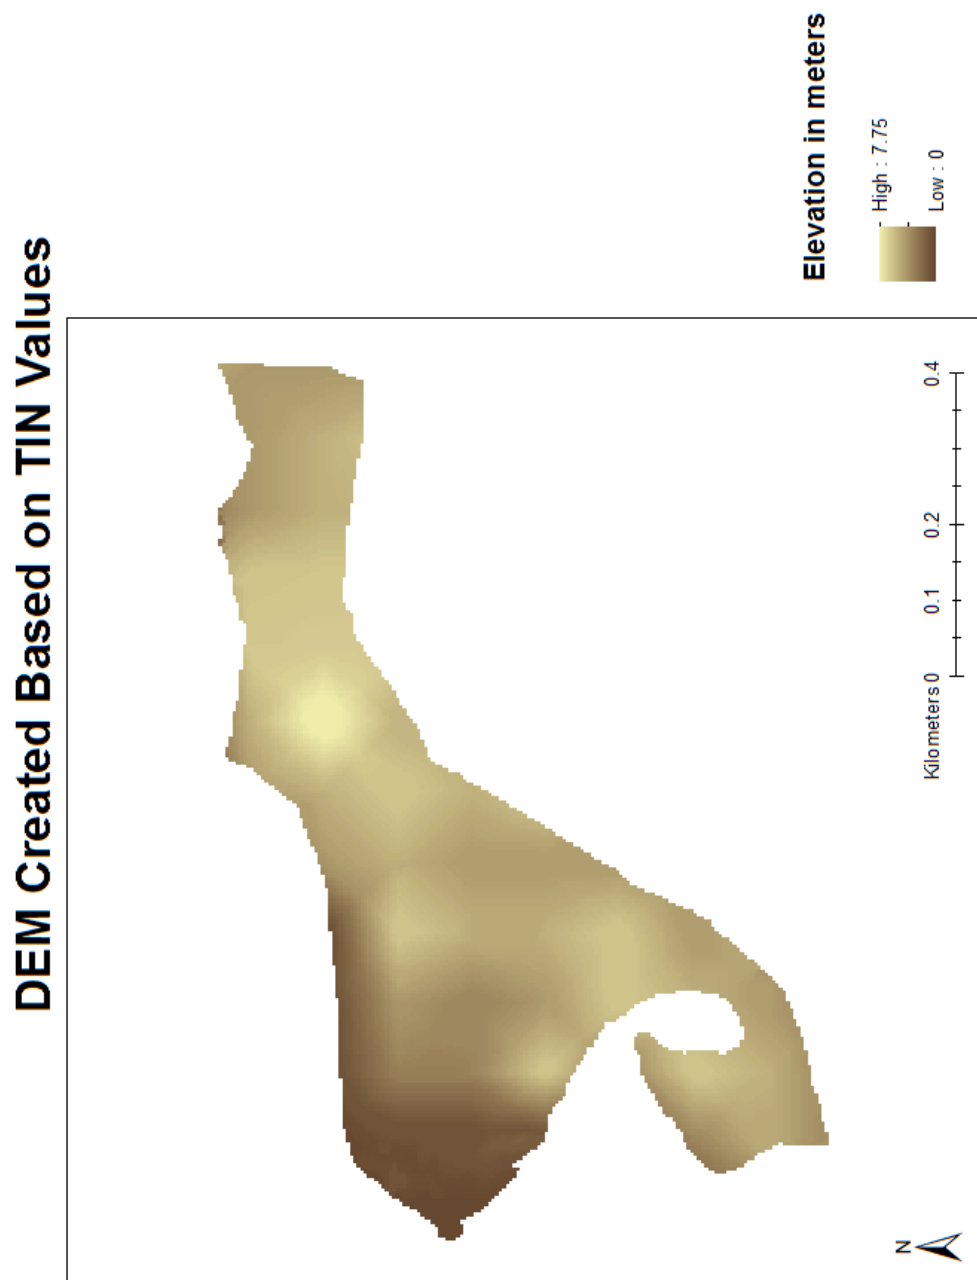 DEM Created Based on TIN Values
Elevation in meters
High : 7.75
Low : 0
Kilometers
0 0.1 0.2 0.4
N